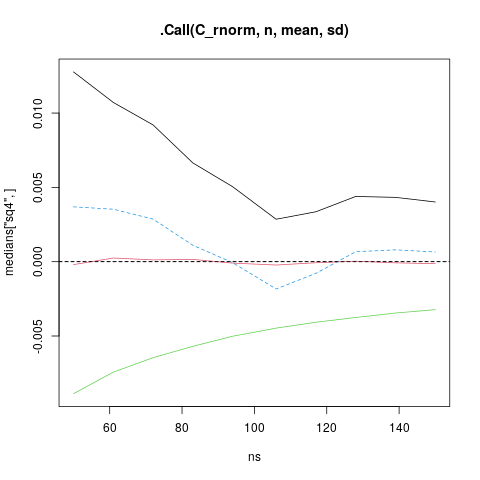 .Call(C_rnorm, n, mean, sd)
medians["sq4", ]
0.010
0.005
0.000
-0.005
60 80 100 120 140
ns